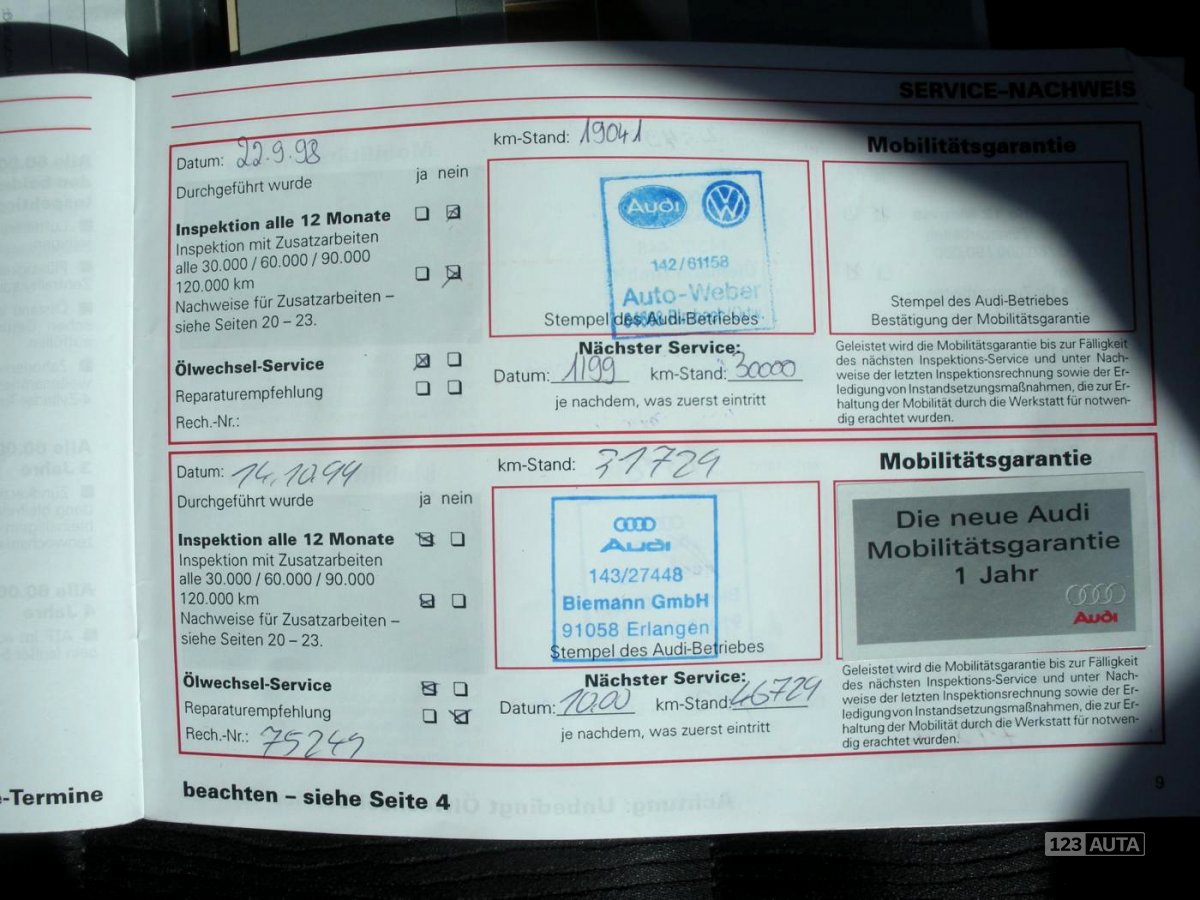 SERVICE-NACHWEIS
Datum: 22.9.98
km-Stand: 19041
Mobilitätsgarantie
Durchgeführt wurde
ja nein
Inspektion alle 12 Monate
Inspektion mit Zusatzarbeiten
alle 30.000 / 60.000 / 90.000
120.000 km
Nachweise für Zusatzarbeiten –
siehe Seiten 20 – 23.
Ölwechsel-Service
Reparaturempfehlung
Rech.-Nr.:
Audi
142/61158
Auto-Weber
Stempel des Audi-Betriebes
Nächster Service:
Datum: 1199 km-Stand: 30000
je nachdem, was zuerst eintritt
Stempel des Audi-Betriebes
Bestätigung der Mobilitätsgarantie
Geleistet wird die Mobilitätsgarantie bis zur Fälligkeit
des nächsten Inspektions-Service und unter Nach-
weise der letzten Inspektionsrechnung sowie der Er-
ledigung von Instandsetzungsmaßnahmen, die zur Er-
haltung der Mobilität durch die Werkstatt für notwen-
dig erachtet wurden.
Datum: 14.10.99
km-Stand: 31729
Mobilitätsgarantie
Durchgeführt wurde
ja nein
Inspektion alle 12 Monate
Inspektion mit Zusatzarbeiten
alle 30.000 / 60.000 / 90.000
120.000 km
Nachweise für Zusatzarbeiten –
siehe Seiten 20 – 23.
Ölwechsel-Service
Reparaturempfehlung
Rech.-Nr.: 75249
Audi
143/27448
Biemann GmbH
91058 Erlangen
Stempel des Audi-Betriebes
Nächster Service:
Datum: 10.00 km-Stand: 46729
je nachdem, was zuerst eintritt
Die neue Audi
Mobilitätsgarantie
1 Jahr
Audi
Geleistet wird die Mobilitätsgarantie bis zur Fälligkeit
des nächsten Inspektions-Service und unter Nach-
weise der letzten Inspektionsrechnung sowie der Er-
ledigung von Instandsetzungsmaßnahmen, die zur Er-
haltung der Mobilität durch die Werkstatt für notwen-
dig erachtet wurden.
e-Termine
beachten – siehe Seite 4
9
123 AUTA